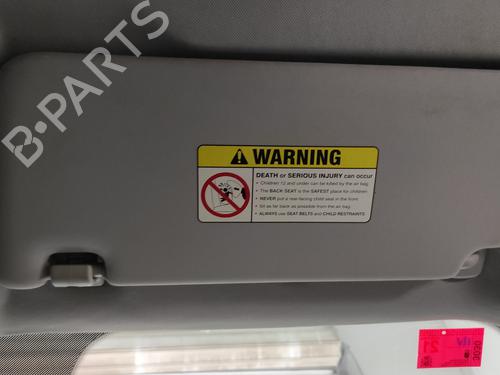 B-PARTS
WARNING
DEATH or SERIOUS INJURY can occur
• Children 12 and under can be killed by the air bag
• The BACK SEAT is the SAFEST place for children
• NEVER put a rear-facing child seat in the front
• Sit as far back as possible from the air bag
• ALWAYS use SEAT BELTS and CHILD RESTRAINTS
21